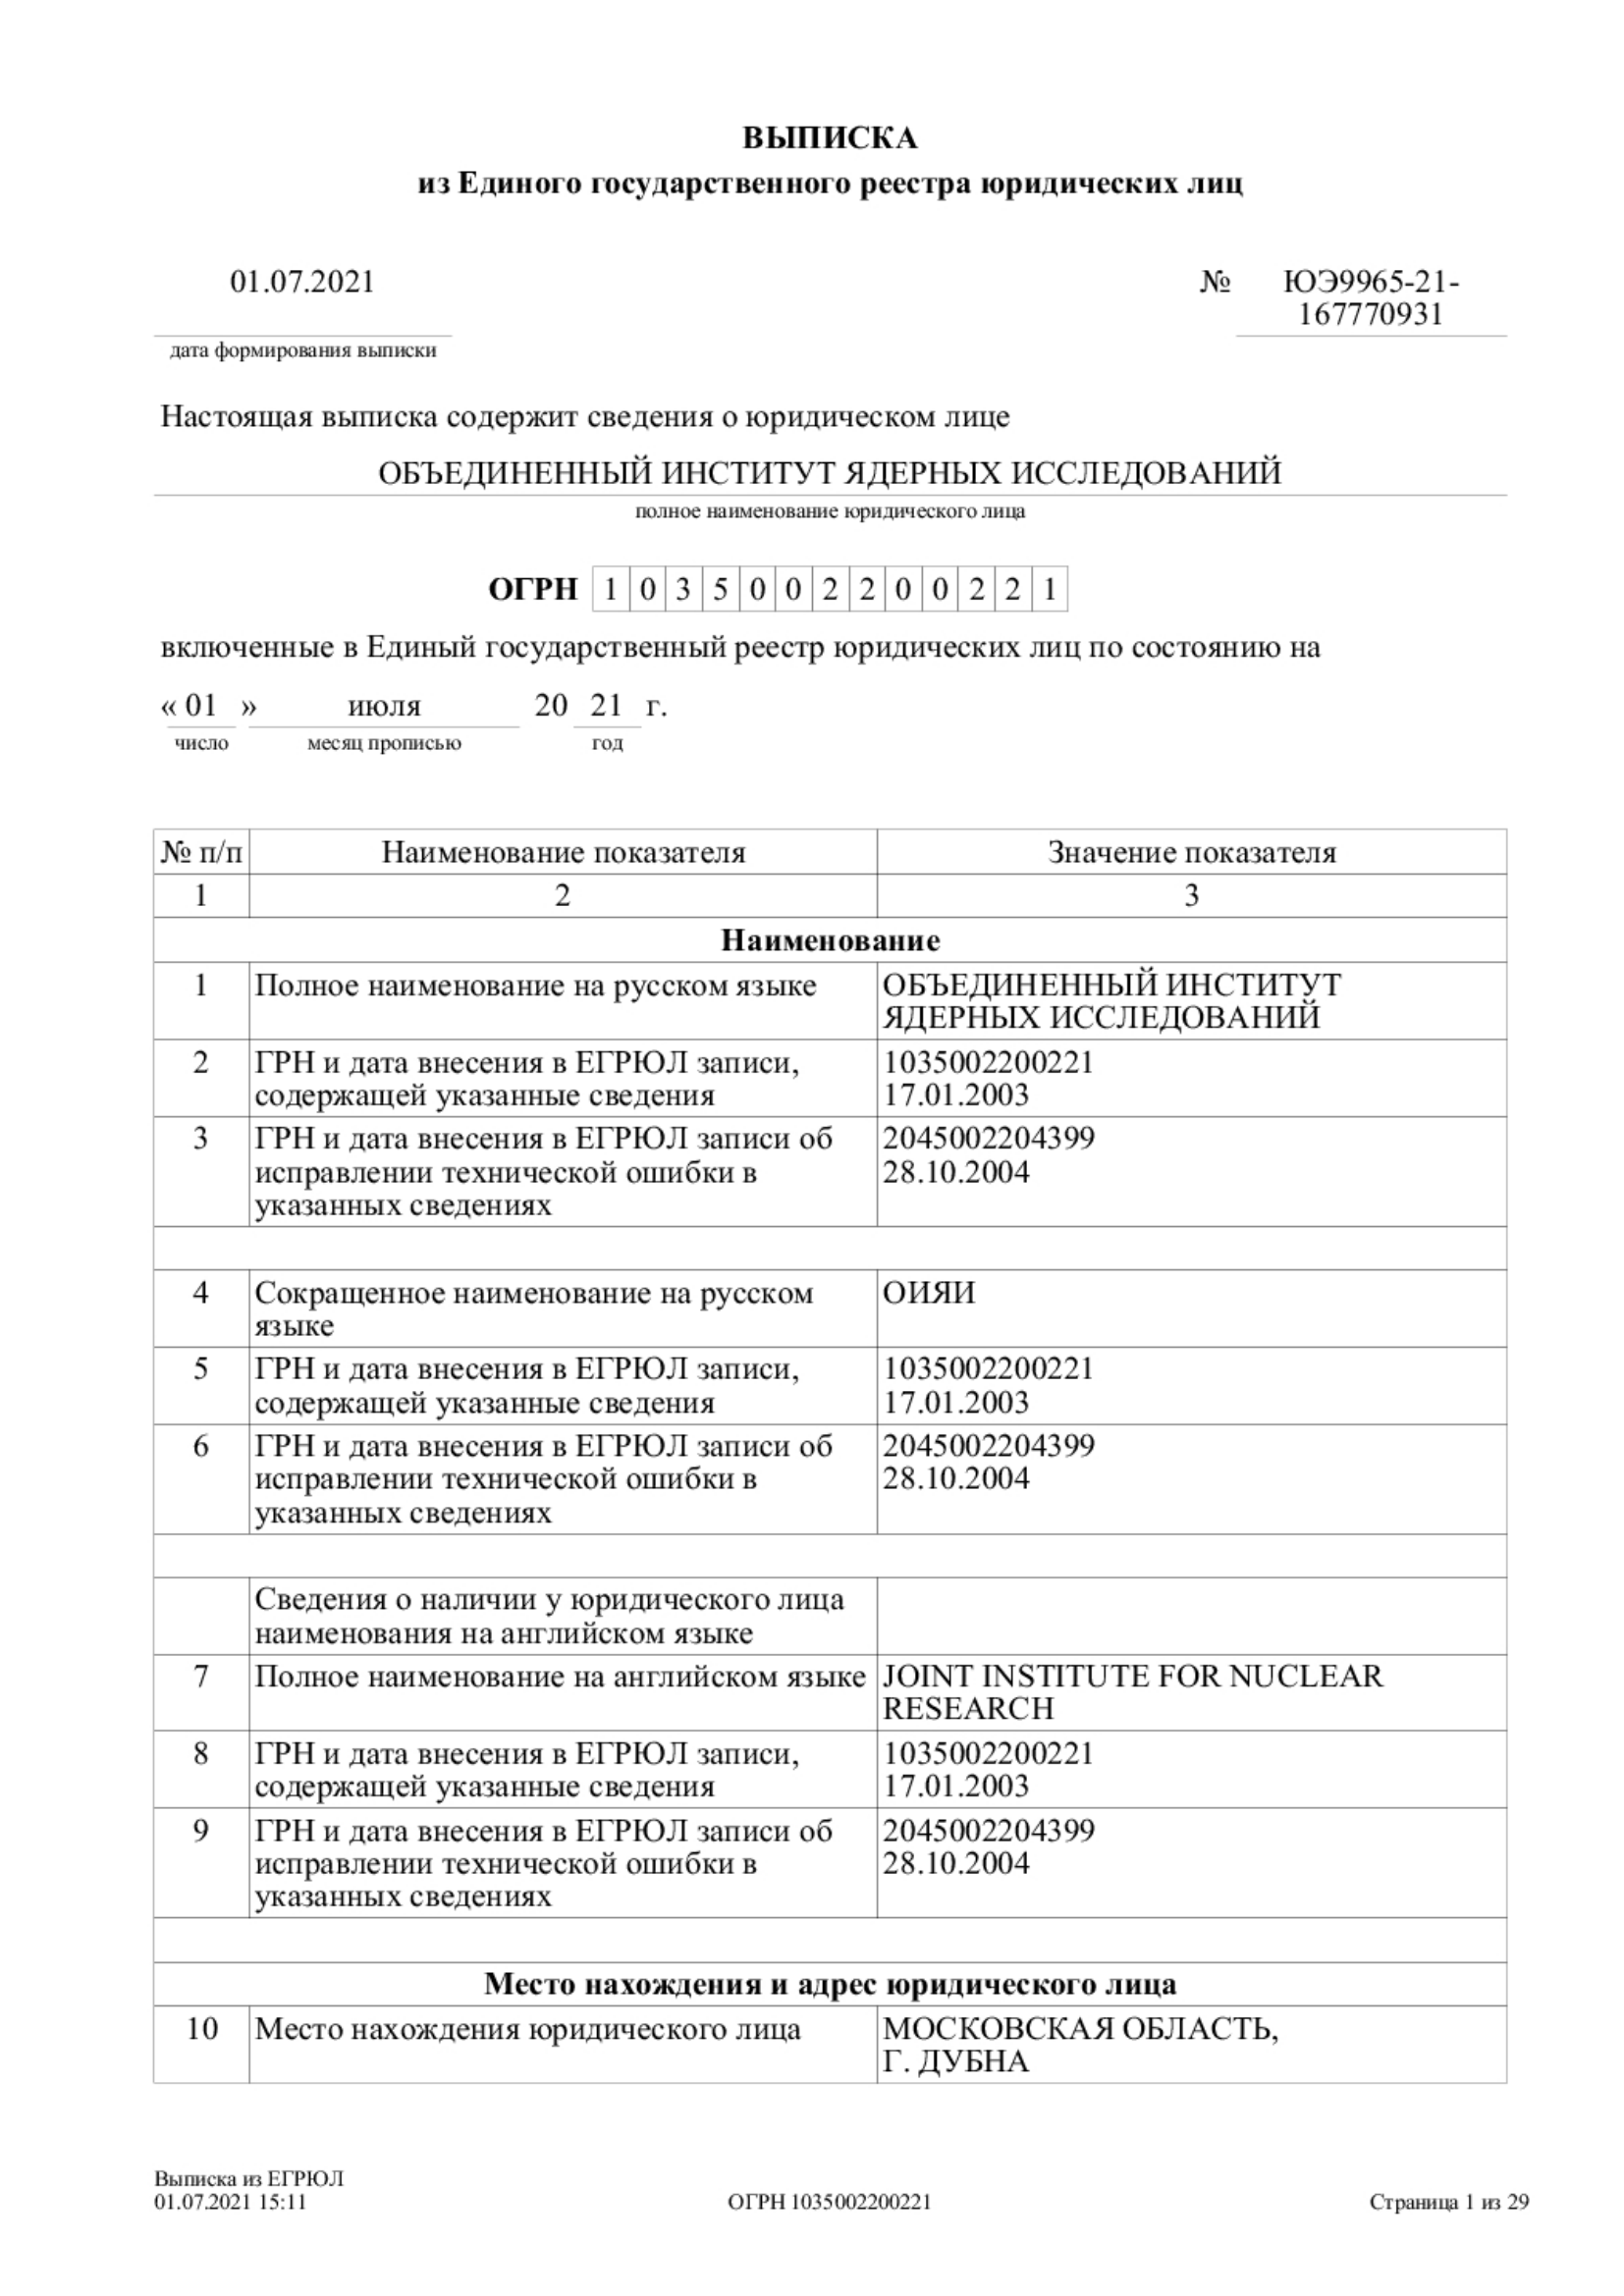 ВЫПИСКА
из Единого государственного реестра юридических лиц
01.07.2021
№ ЮЭ9965-21-
167770931
дата формирования выписки
Настоящая выписка содержит сведения о юридическом лице
ОБЪЕДИНЕННЫЙ ИНСТИТУТ ЯДЕРНЫХ ИССЛЕДОВАНИЙ
полное наименование юридического лица
ОГРН 1 0 3 5 0 0 2 2 0 0 2 2 1
включенные в Единый государственный реестр юридических лиц по состоянию на
« 01 » июля 20 21 г.
число месяц прописью год
№ п/п Наименование показателя Значение показателя
1 2 3
Наименование
1 Полное наименование на русском языке ОБЪЕДИНЕННЫЙ ИНСТИТУТ
ЯДЕРНЫХ ИССЛЕДОВАНИЙ
2 ГРН и дата внесения в ЕГРЮЛ записи, 1035002200221
содержащей указанные сведения 17.01.2003
3 ГРН и дата внесения в ЕГРЮЛ записи об 2045002204399
исправлении технической ошибки в 28.10.2004
указанных сведениях
4 Сокращенное наименование на русском ОИЯИ
языке
5 ГРН и дата внесения в ЕГРЮЛ записи, 1035002200221
содержащей указанные сведения 17.01.2003
6 ГРН и дата внесения в ЕГРЮЛ записи об 2045002204399
исправлении технической ошибки в 28.10.2004
указанных сведениях
Сведения о наличии у юридического лица
наименования на английском языке
7 Полное наименование на английском языке JOINT INSTITUTE FOR NUCLEAR
RESEARCH
8 ГРН и дата внесения в ЕГРЮЛ записи, 1035002200221
содержащей указанные сведения 17.01.2003
9 ГРН и дата внесения в ЕГРЮЛ записи об 2045002204399
исправлении технической ошибки в 28.10.2004
указанных сведениях
Место нахождения и адрес юридического лица
10 Место нахождения юридического лица МОСКОВСКАЯ ОБЛАСТЬ,
Г. ДУБНА
Выписка из ЕГРЮЛ
01.07.2021 15:11 ОГРН 1035002200221 Страница 1 из 29